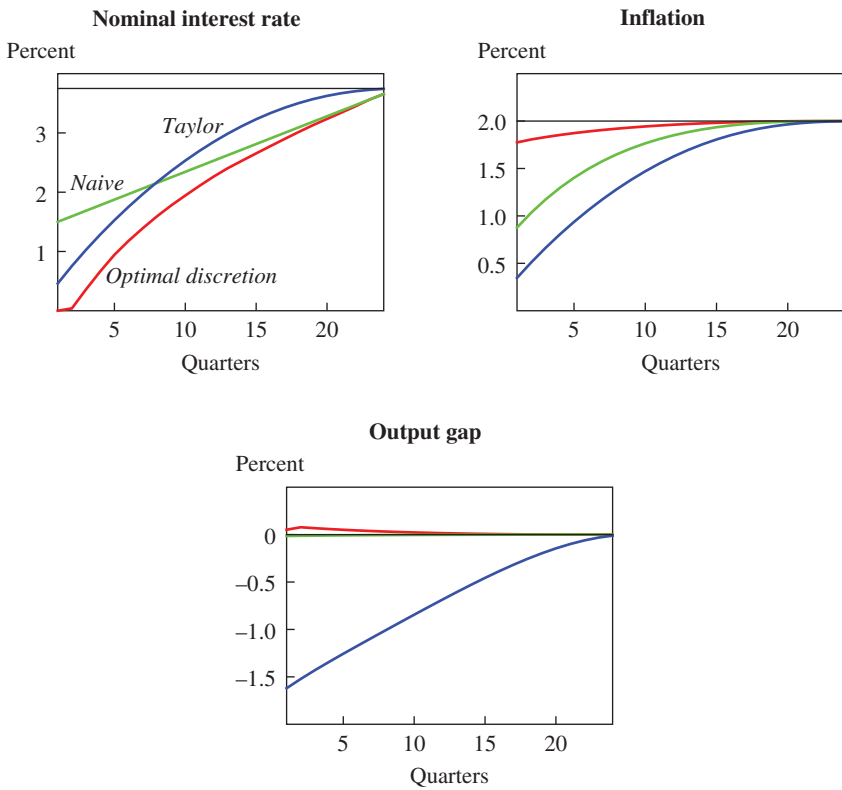 Nominal interest rate
Percent
3
2
1
Taylor
Naive
Optimal discretion
5 10 15 20
Quarters
Inflation
Percent
2.0
1.5
1.0
0.5
5 10 15 20
Quarters
Output gap
Percent
0
–0.5
–1.0
–1.5
5 10 15 20
Quarters